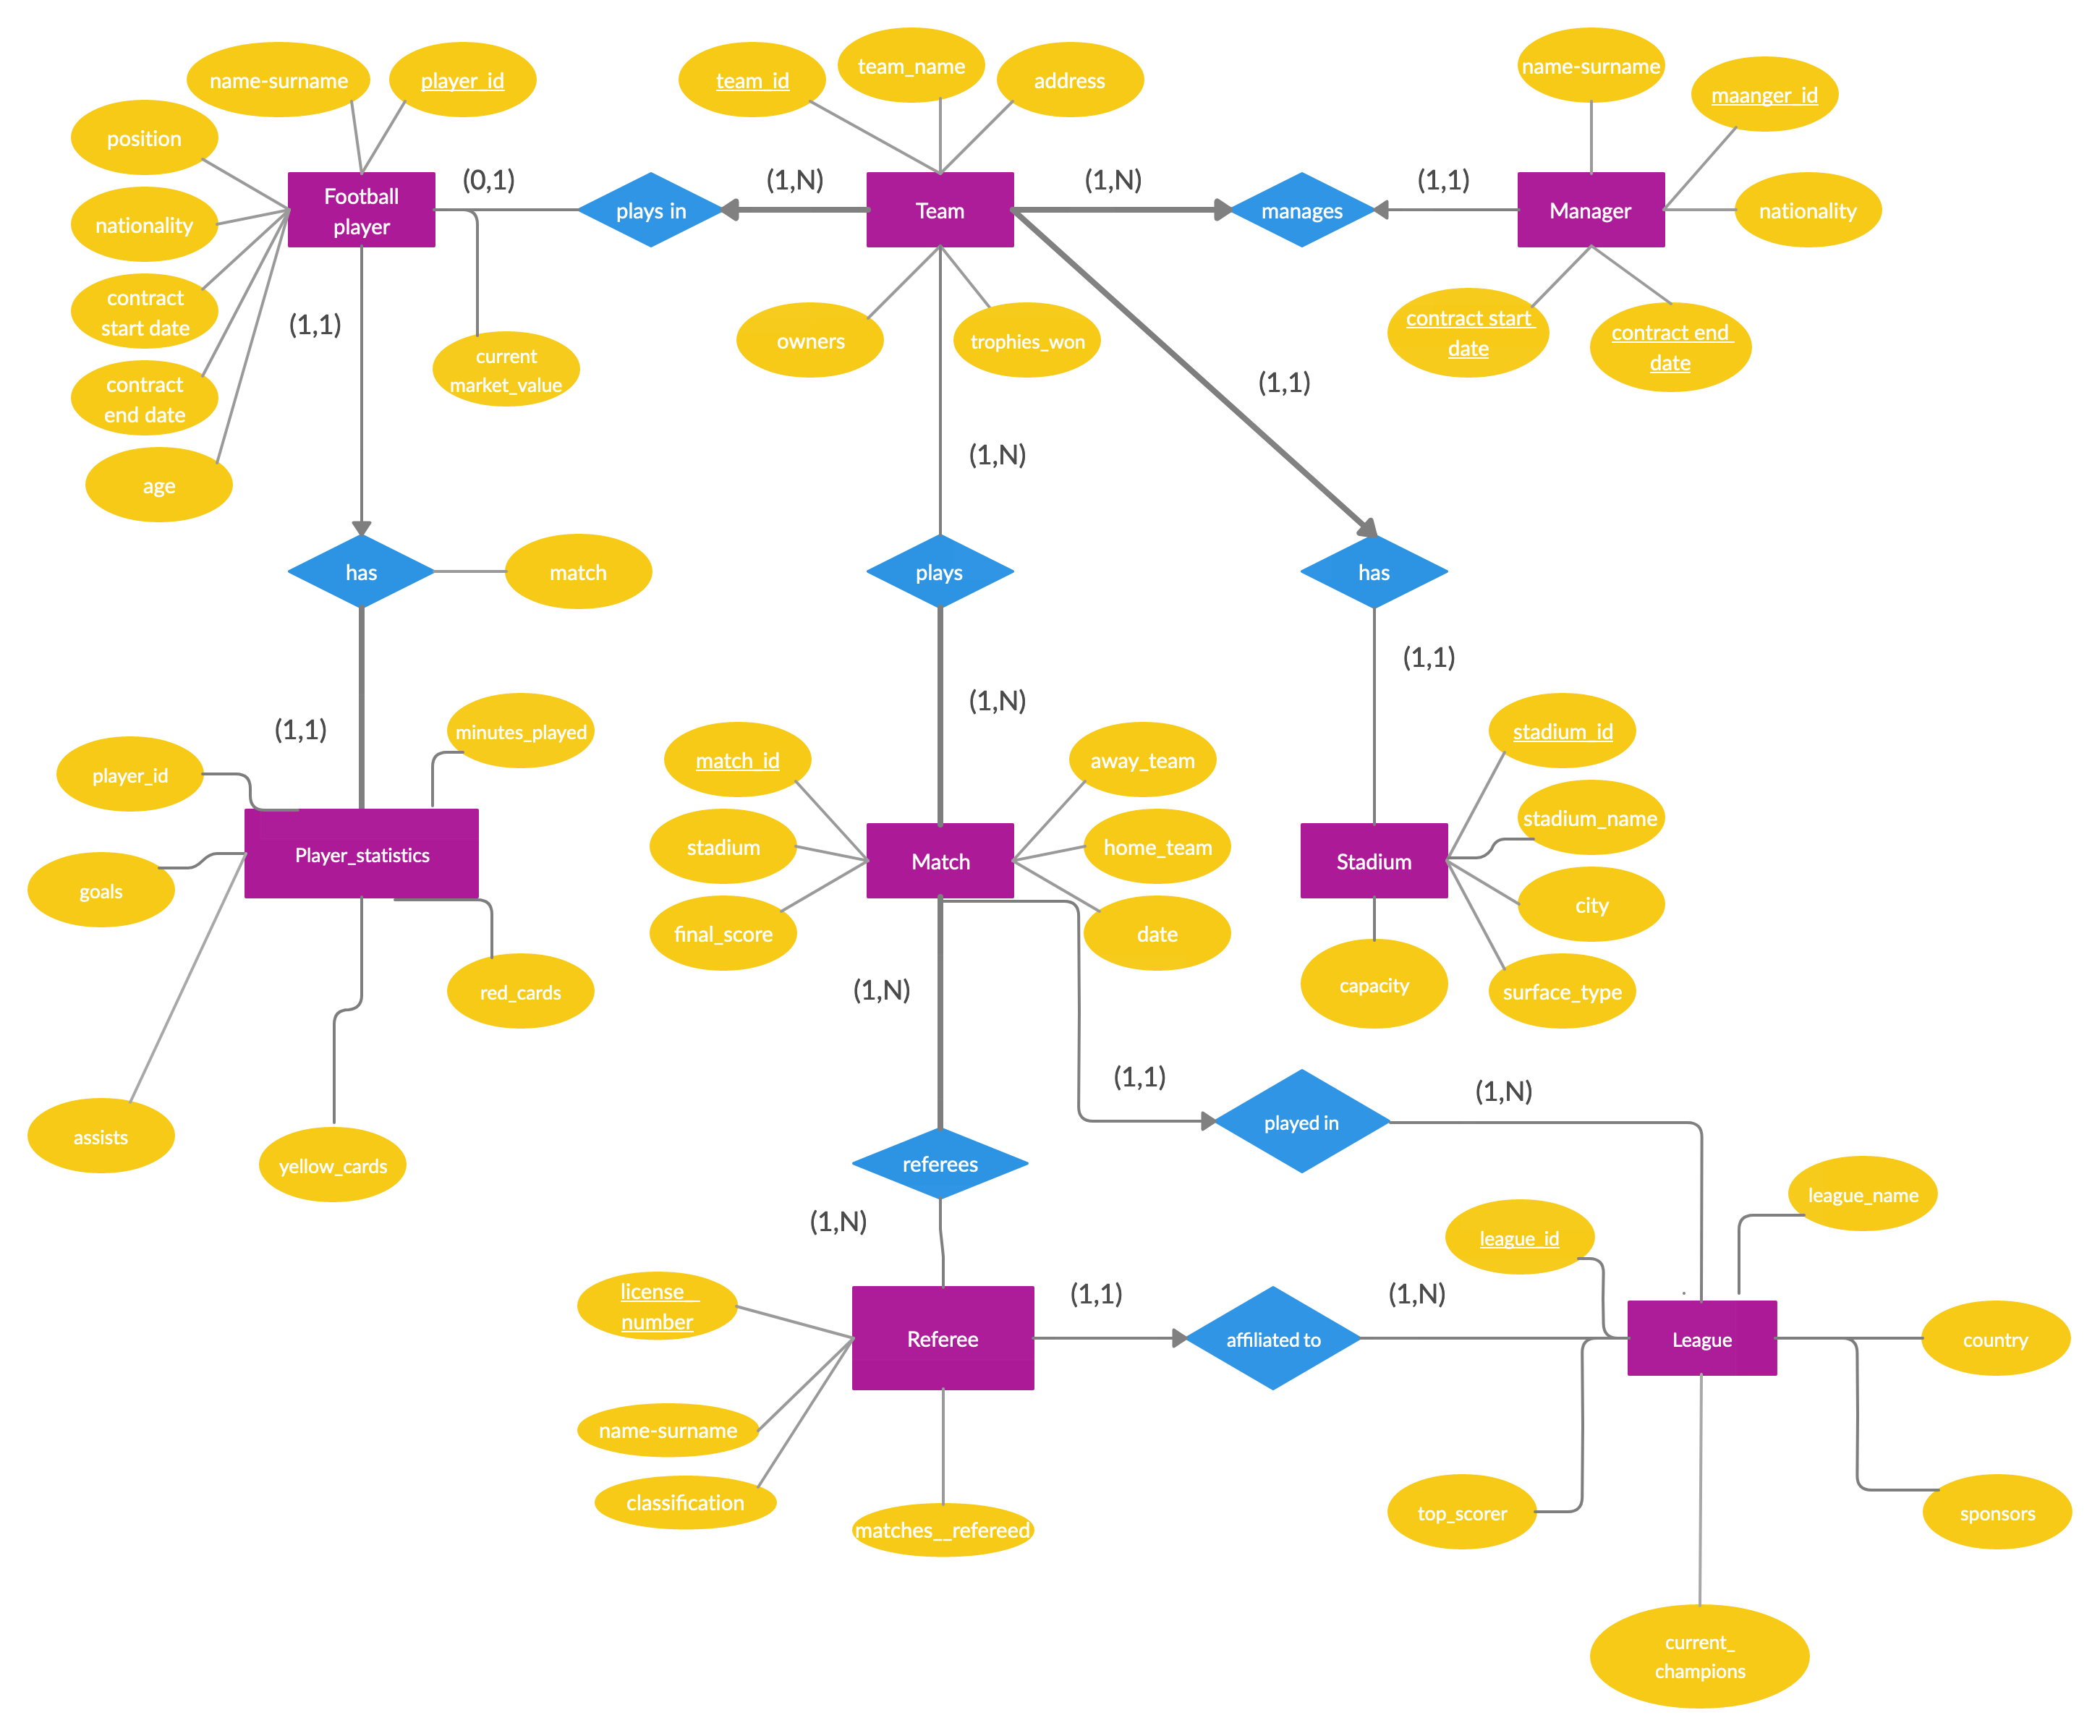 name-surname
player_id
team_id
team_name
address
name-surname
maanger_id
position
nationality
contract
start date
contract
end date
age
Football
player
(0,1)
plays in
(1,N)
Team
(1,N)
manages
(1,1)
Manager
nationality
(1,1)
current
market_value
owners
trophies_won
contract start
date
contract end
date
(1,1)
(1,N)
has
match
plays
has
(1,1)
(1,N)
(1,1)
player_id
minutes_played
Player_statistics
goals
red_cards
assists
yellow_cards
match_id
stadium
final_score
Match
away_team
home_team
date
stadium_id
stadium_name
Stadium
city
surface_type
capacity
(1,N)
(1,1)
played in
(1,N)
referees
(1,N)
license_
number
Referee
name-surname
classification
matches__refereed
(1,1)
affiliated to
(1,N)
league_id
league_name
League
country
top_scorer
sponsors
current_
champions